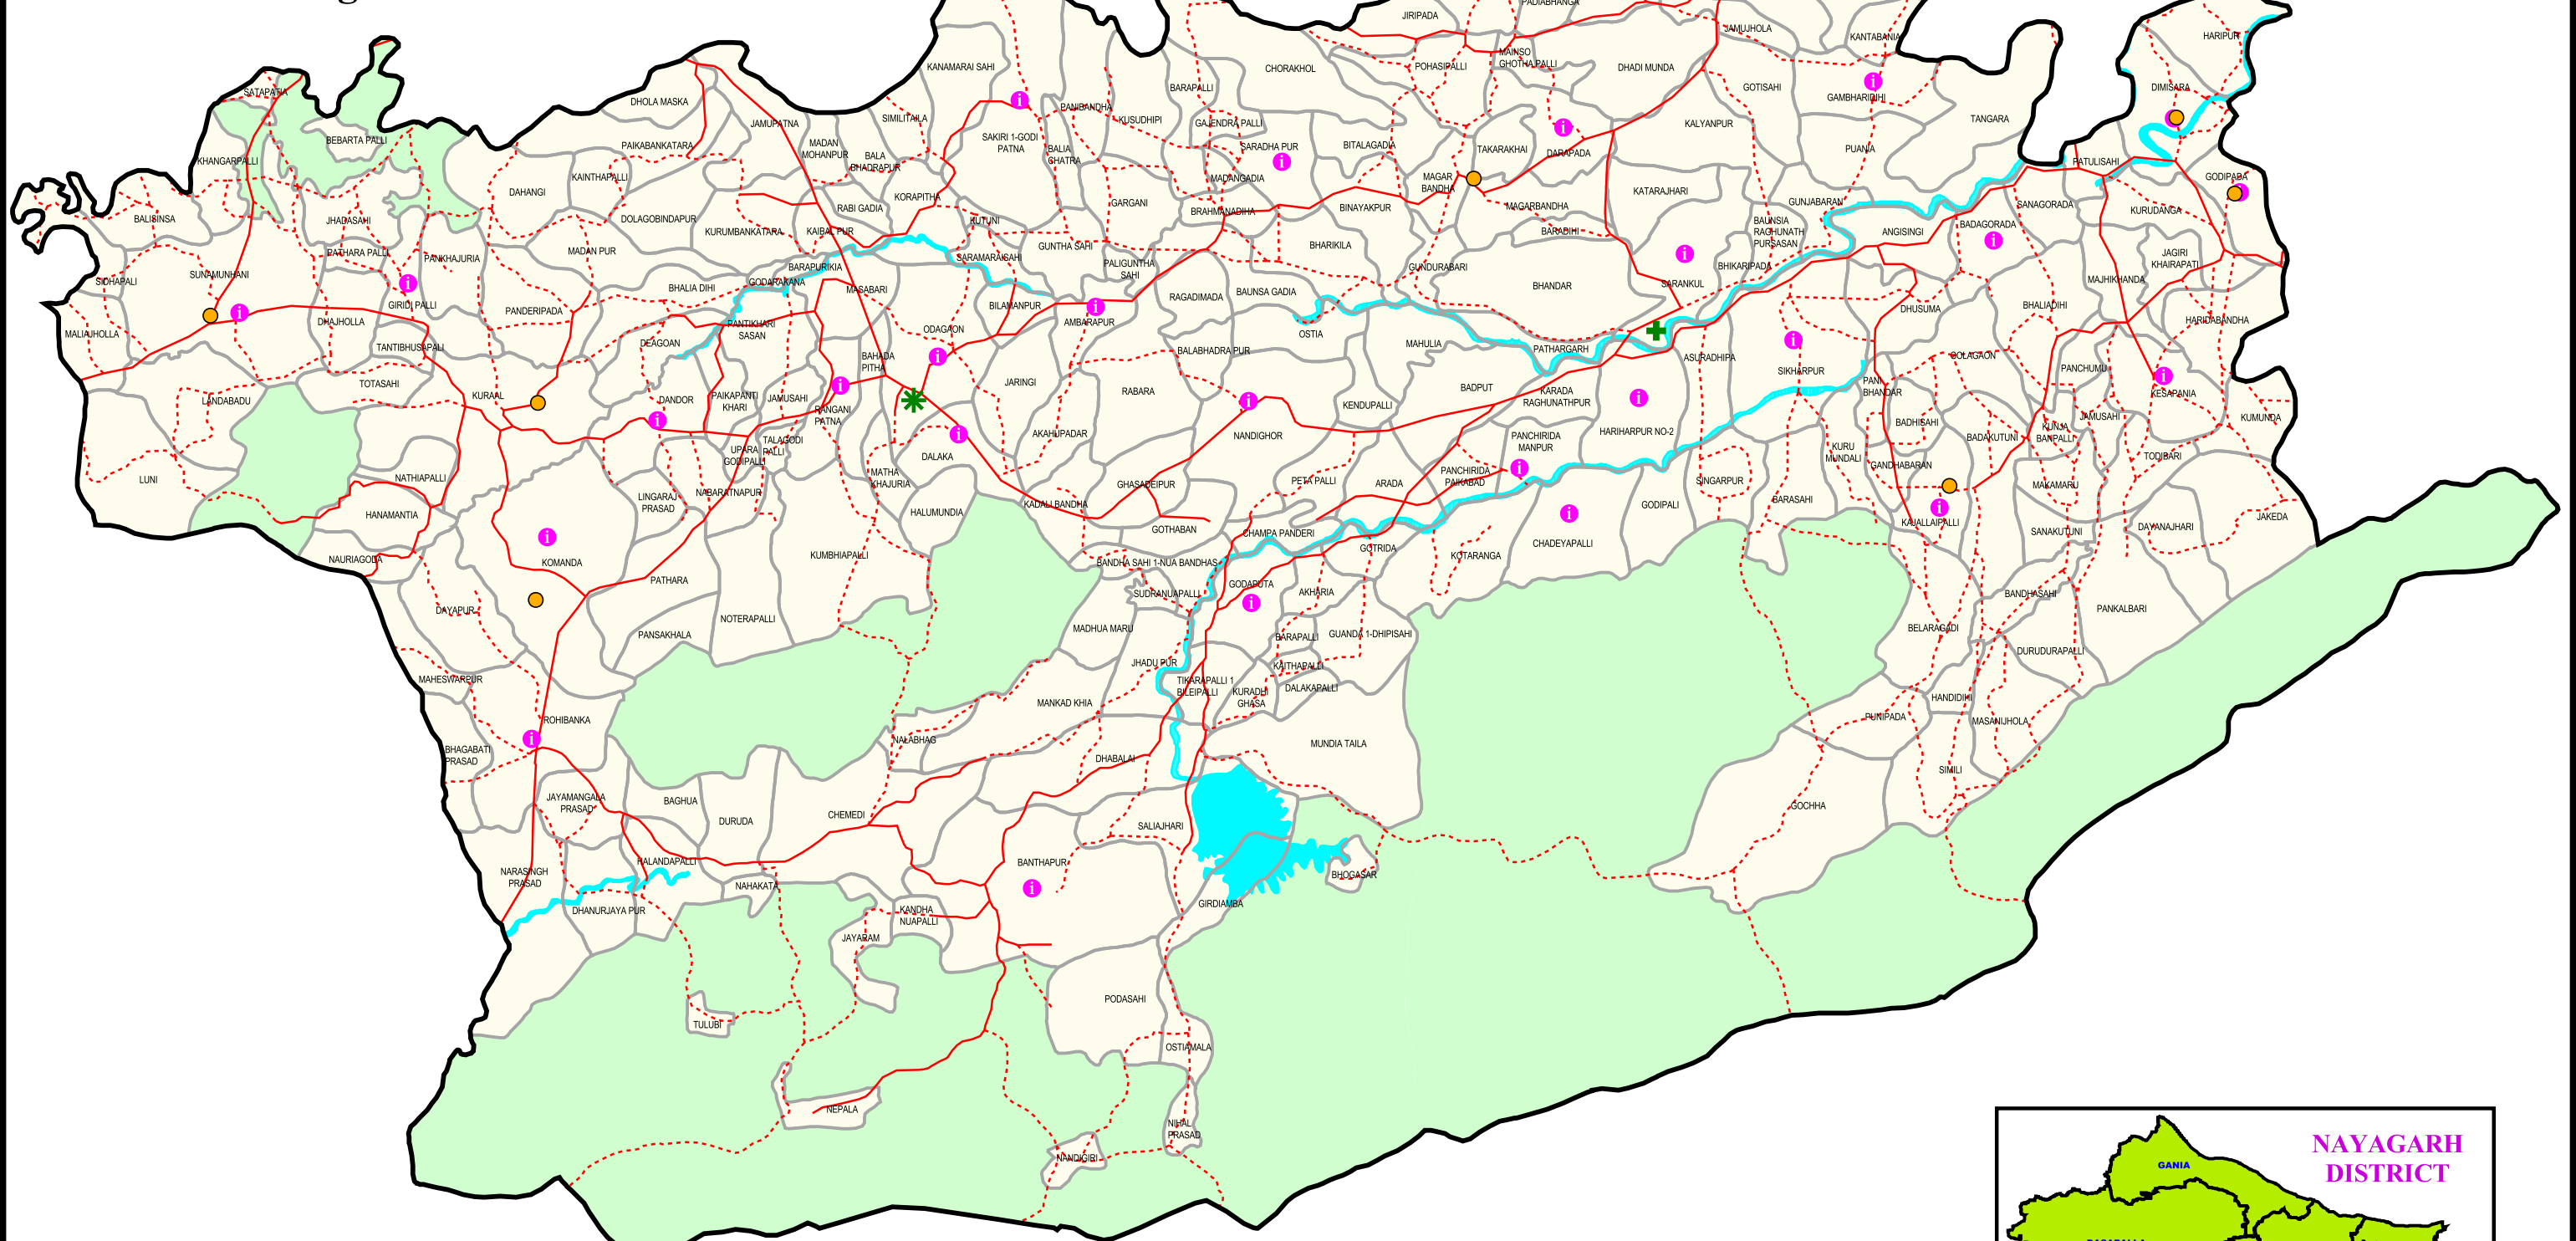 JIRIPADA
PADIABHANGA
JAMUJHOLA
KANTABANIA
HARIPUR
KANAMARAI SAHI
CHORAKHOL
POHASIPALLI
MAINSO
GHOTHA PALLI
DHADI MUNDA
GOTISAHI
GAMBHARIDIHI
DIMISARA
SATAPATIA
DHOLA MASKA
BARAPALLI
PANIBANDHA
KUSUDHIPI
GAJENDRA PALLI
JAMUPATNA
SIMILITAILA
SAKIRI 1-GODI
PATNA
KALYANPUR
TANGARA
BEBARTA PALLI
PAIKABANKATARA
MADAN
MOHANPUR
BALA
BHADRAPUR
BALIA
CHATRA
SARADHA PUR
BITALAGADIA
TAKARAKHAI
DARAPADA
PUANIA
PATULISAHI
KHANGARPALLI
KAINTHAPALLI
MADANGADIA
MAGAR
BANDHA
GODIPADA
DAHANGI
KORAPITHA
GARGANI
KATARAJHARI
GUNJABARAN
SANAGORADA
KURUDANGA
BALISINSA
JHADASAHI
DOLAGOBINDAPUR
RABI GADIA
KUTUNI
BRAHMANADIHA
BINAYAKPUR
MAGARBANDHA
BAUNSIA
RAGHUNATH
PURSASAN
BADAGORADA
KURUMBANKATARA
KAIBAL PUR
BARADIHI
ANGISINGI
PATHARA PALLI
PANKHAJURIA
MADAN PUR
GUNTHA SAHI
BHARIKILA
JAGIRI
KHAIRAPATI
SARAMARAISAHI
PALIGUNTHA
SAHI
GUNDURABARI
BHIKARIPADA
SIDHAPALI
SUNAMUNHANI
BARAPURIKIA
GODARAKANA
MAJHIKHANDA
BHALIA DIHI
MASABARI
RAGADIMADA
BAUNSA GADIA
BHANDAR
SARANKUL
GIRIDI PALLI
PANDERIPADA
BILAMANPUR
BHALIADIHI
DHUSUMA
MALIAJHOLLA
DHAJHOLLA
PANTIKHARI
SASAN
ODAGAON
AMBARAPUR
OSTIA
HARIDABANDHA
TANTIBHUSAPALI
DEAGOAN
BAHADA
PITHA
BALABHADRA PUR
MAHULIA
PATHARGARH
ASURADHIPA
GOLAGAON
SIKHARPUR
PANCHUMU
TOTASAHI
KURAAL
JARINGI
RABARA
BADPUT
KARADA
RAGHUNATHPUR
PANI
BHANDAR
KESAPANIA
LANDABADU
DANDOR
PAIKAPANTI
KHARI
JAMUSAHI
RANGANI
PATNA
KENDUPALLI
BADHISAHI
JAMUSAHI
KUMUNDA
AKAHUPADAR
NANDIGHOR
PANCHIRIDA
MANPUR
HARIHARPUR NO-2
BADAKUTUNI
KUNJA
BANPALLI
UPARA
GODIPALLI
TALAGODI
PALLI
DALAKA
KURU
MUNDALI
TODIBARI
LUNI
NATHIAPALLI
MATHA
KHAJURIA
GANDHABARAN
PANCHIRIDA
PAIKABAD
LINGARAJ
PRASAD
NABARATNAPUR
GHASADEIPUR
PETA PALLI
ARADA
SINGARPUR
MAKAMARU
HANAMANTIA
HALUMUNDIA
KADALI BANDHA
GODIPALI
BARASAHI
JAKEDA
GOTHABAN
CHAMPA PANDERI
KAJALLAIPALLI
SANAKUTUNI
DAYANAJHARI
NAURIAGODA
KOMANDA
KUMBHIAPALLI
BANDHA SAHI 1-NUA BANDHAS
GOTRIDA
KOTARANGA
CHADEYAPALLI
PATHARA
GODAPUTA
SUDRANUAPALLI
AKHARIA
BANDHASAHI
DAYAPUR
NOTERAPALLI
PANKALBARI
PANSAKHALA
MADHUA MARU
BARAPALLI
GUANDA 1-DHIPISAHI
BELARAGADI
JHADU PUR
KAITHAPALLI
DURUDURAPALLI
MAHESWARPUR
TIKARAPALLI 1
BILEIPALLI
DALAKAPALLI
KURADHI
GHASA
MANKAD KHIA
HANDIDIHI
ROHIBANKA
PUNIPADA
MASANIJHOLA
NALABHAG
MUNDIA TAILA
BHAGABATI
PRASAD
DHABALAI
SIMILI
JAYAMANGALA
PRASAD
BAGHUA
GOCHHA
DURUDA
CHEMEDI
SALIAJHARI
HALANDAPALLI
BANTHAPUR
NARASINGH
PRASAD
BHOGASAR
NAHAKATA
GIRDIAMBA
DHANURJAYA PUR
KANDHA
NUAPALLI
JAYARAM
PODASAHI
TULUBI
OSTIAMALA
NEPALA
NIHAL
PRASAD
NANDIGIRI
NAYAGARH
DISTRICT
GANIA